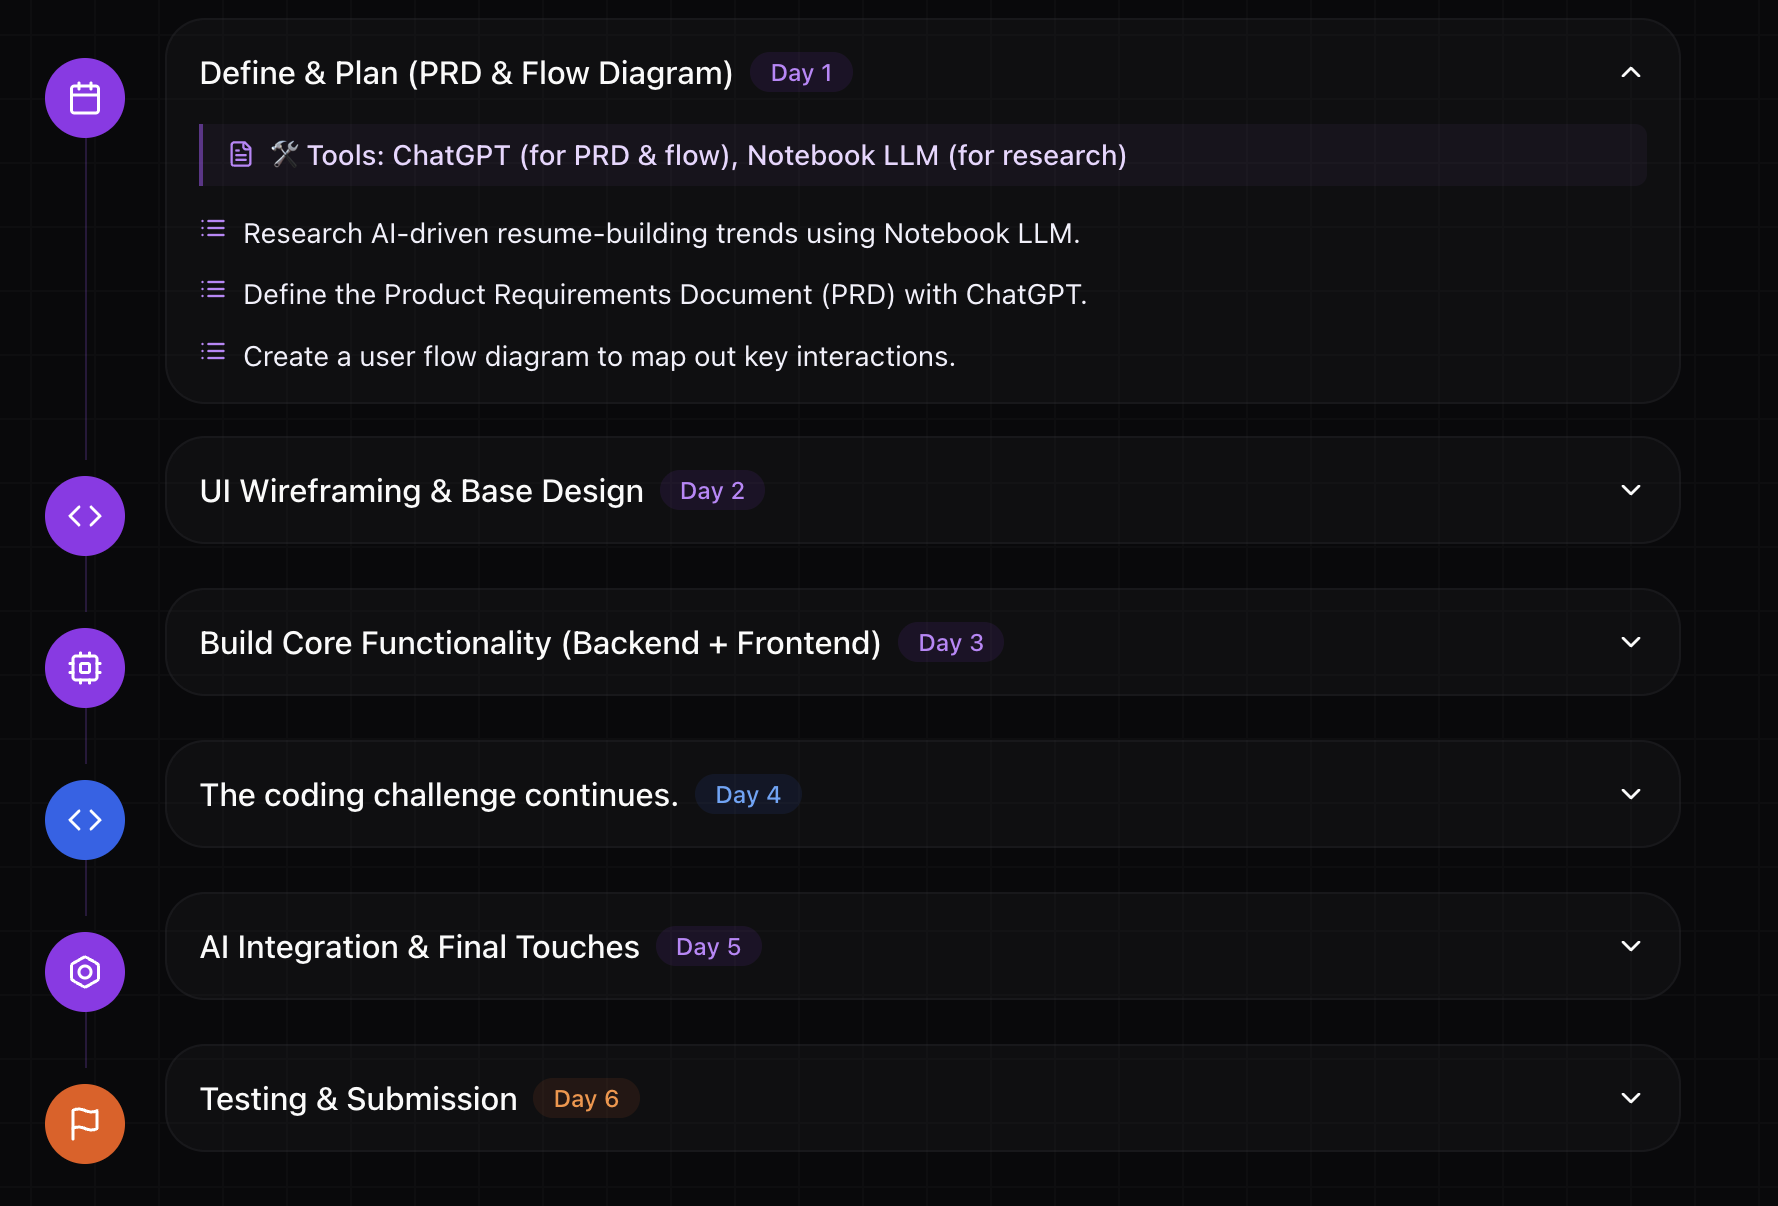 Define & Plan (PRD & Flow Diagram) Day 1
🛠️ Tools: ChatGPT (for PRD & flow), Notebook LLM (for research)
Research AI-driven resume-building trends using Notebook LLM.
Define the Product Requirements Document (PRD) with ChatGPT.
Create a user flow diagram to map out key interactions.
UI Wireframing & Base Design Day 2
Build Core Functionality (Backend + Frontend) Day 3
The coding challenge continues. Day 4
AI Integration & Final Touches Day 5
Testing & Submission Day 6